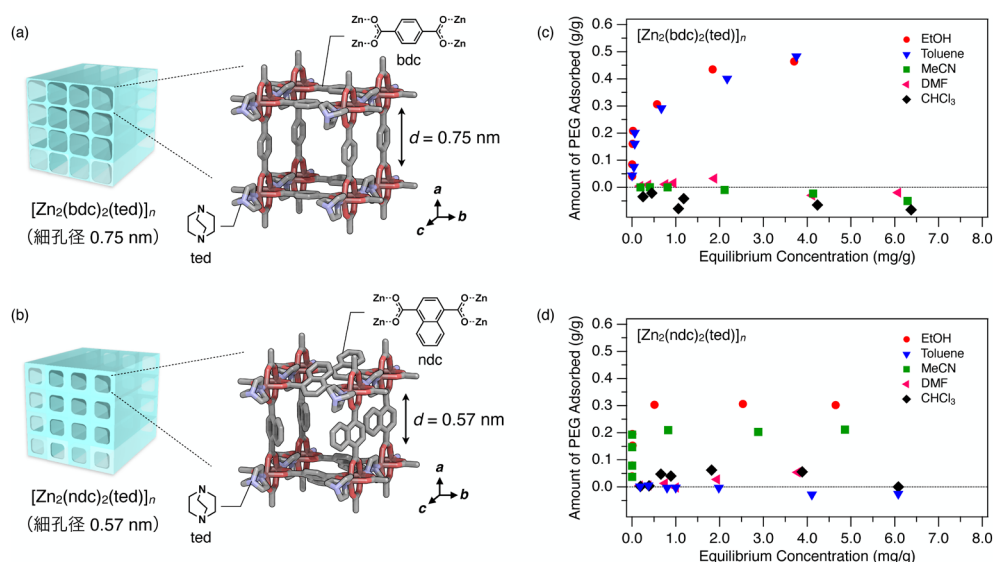 (a)
Zn
O
O
Zn
Zn
O
O
Zn
bdc
d = 0.75 nm
[Zn2(bdc)2(ted)]n
（細孔径 0.75 nm）
N
N
ted
a
b
c
(b)
Zn
O
O
Zn
Zn
O
O
Zn
ndc
d = 0.57 nm
[Zn2(ndc)2(ted)]n
（細孔径 0.57 nm）
N
N
ted
a
b
c
(c)
[Zn2(bdc)2(ted)]n
EtOH
Toluene
MeCN
DMF
CHCl3
Amount of PEG Adsorbed (g/g)
0.6
0.5
0.4
0.3
0.2
0.1
0.0
0.0 1.0 2.0 3.0 4.0 5.0 6.0 7.0 8.0
Equilibrium Concentration (mg/g)
(d)
[Zn2(ndc)2(ted)]n
EtOH
Toluene
MeCN
DMF
CHCl3
Amount of PEG Adsorbed (g/g)
0.6
0.5
0.4
0.3
0.2
0.1
0.0
0.0 1.0 2.0 3.0 4.0 5.0 6.0 7.0 8.0
Equilibrium Concentration (mg/g)